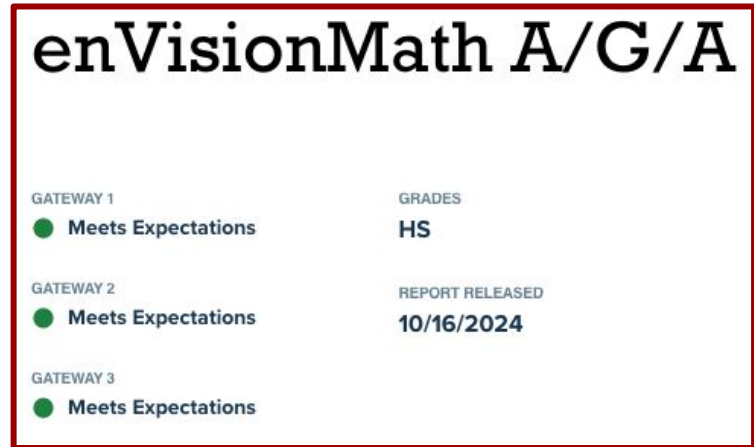 enVisionMath A/G/A
GATEWAY 1
Meets Expectations
GRADES
HS
GATEWAY 2
Meets Expectations
REPORT RELEASED
10/16/2024
GATEWAY 3
Meets Expectations